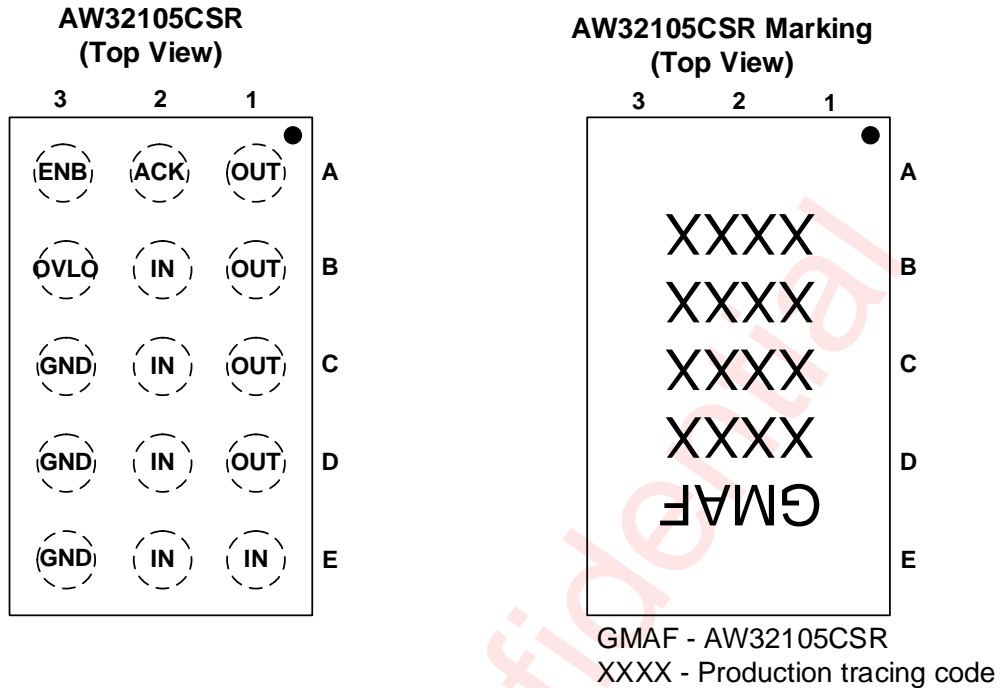 AW32105CSR
(Top View)
3 2 1
ENB ACK OUT A
OVLO IN OUT B
GND IN OUT C
GND IN OUT D
GND IN IN E
AW32105CSR Marking
(Top View)
3 2 1
A
XXXX
B
XXXX
XXXX
C
XXXX
D
GMAF
E
GMAF - AW32105CSR
XXXX - Production tracing code
fidential